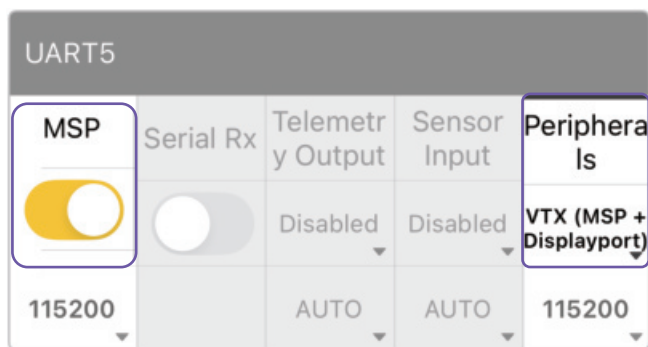 UART5
MSP
Serial Rx
Telemetr
y Output
Sensor
Input
Periphera
ls
Disabled
Disabled
VTX (MSP +
Displayport)
115200
AUTO
AUTO
115200